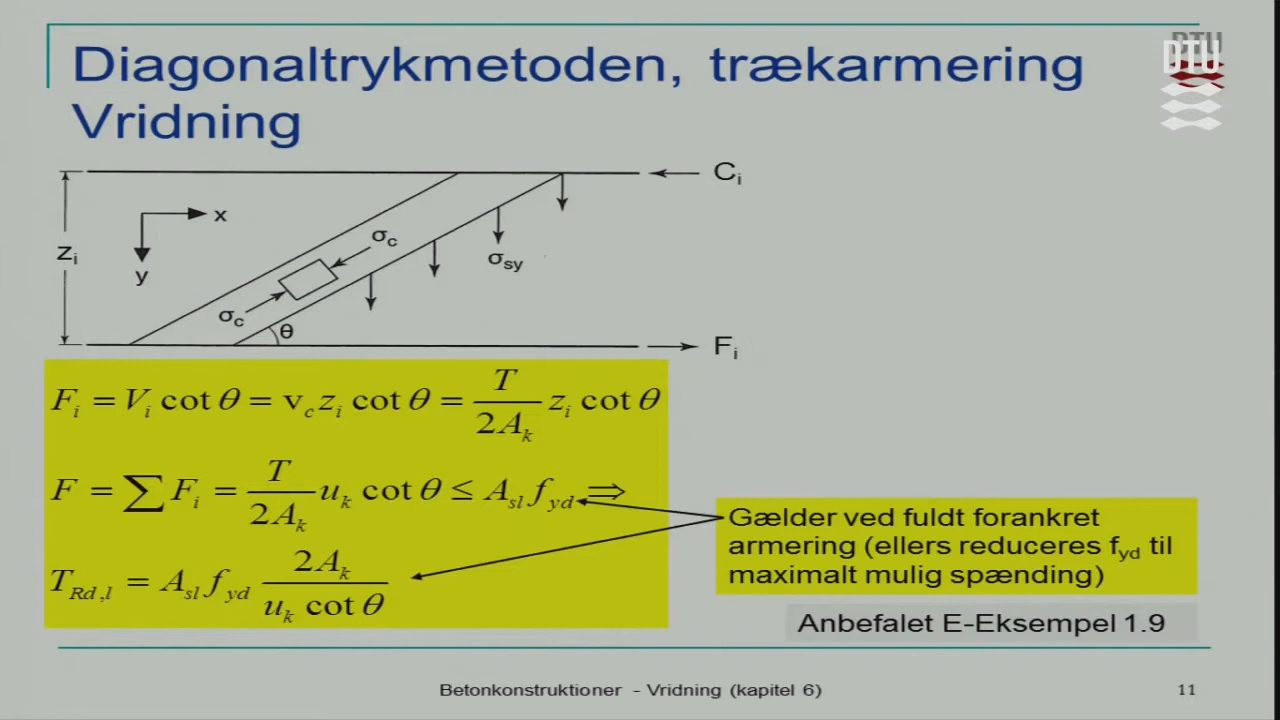 Diagonaltrykmetoden, trækarmering
Vridning
DTU
C_i
x
z_i
y
σ_c
σ_sy
σ_c
θ
F_i
F_i = V_i cot θ = v_c z_i cot θ = T / 2A_k z_i cot θ
F = ∑ F_i = T / 2A_k u_k cot θ ≤ A_sl f_yd ⇒
T_Rd,l = A_sl f_yd 2A_k / u_k cot θ
Gælder ved fuldt forankret
armering (ellers reduceres f_yd til
maximalt mulig spænding)
Anbefalet E-Eksempel 1.9
Betonkonstruktioner - Vridning (kapitel 6)
11